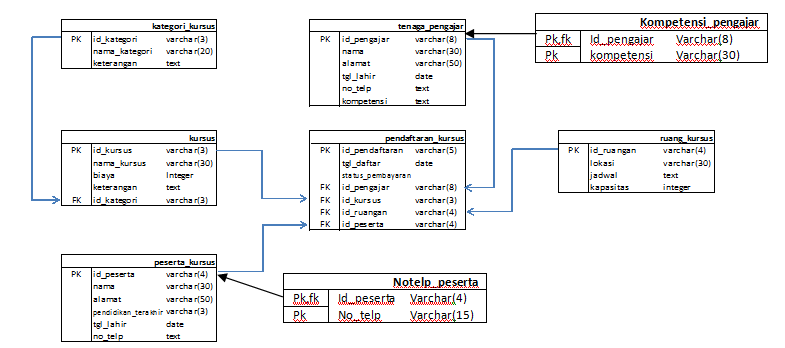 kategori_kursus
PK id_kategori varchar(3)
nama_kategori varchar(20)
keterangan text
tenaga_pengajar
PK id_pengajar varchar(8)
nama varchar(30)
alamat varchar(50)
tgl_lahir date
no_telp text
kompetensi text
Kompetensi_pengajar
Pk,fk Id_pengajar Varchar(8)
Pk kompetensi Varchar(30)
kursus
PK id_kursus varchar(3)
nama_kursus varchar(30)
biaya Integer
keterangan text
FK id_kategori varchar(3)
pendaftaran_kursus
PK id_pendaftaran varchar(5)
tgl_daftar date
status_pembayaran
FK id_pengajar varchar(8)
FK id_kursus varchar(3)
FK id_ruangan varchar(4)
FK id_peserta varchar(4)
ruang_kursus
PK id_ruangan varchar(4)
lokasi varchar(30)
jadwal text
kapasitas integer
peserta_kursus
PK id_peserta varchar(4)
nama varchar(30)
alamat varchar(50)
pendidikan_terakhir varchar(3)
tgl_lahir date
no_telp text
Notelp_peserta
Pk,fk Id_peserta Varchar(4)
Pk No_telp Varchar(15)